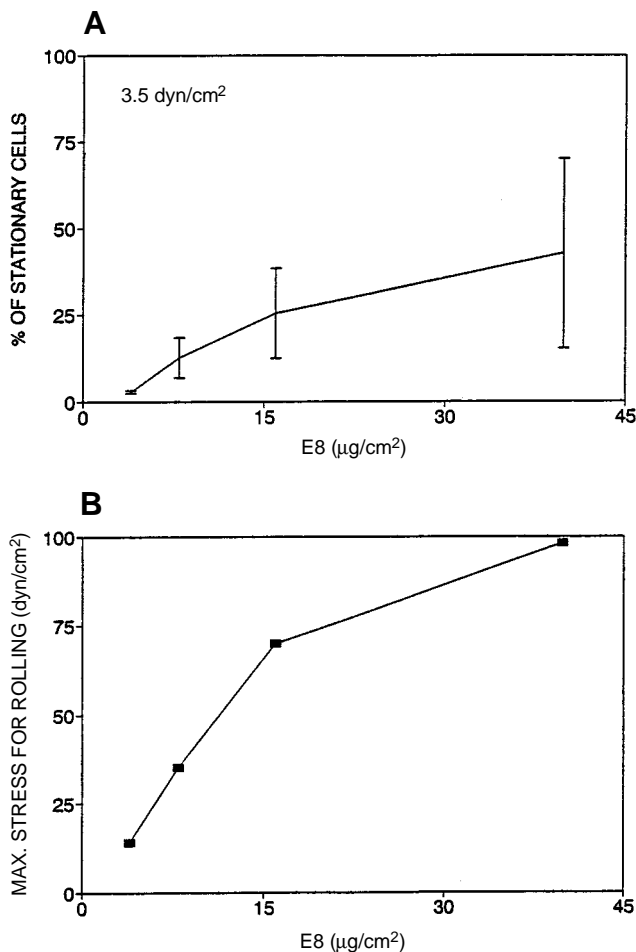 A
100
3.5 dyn/cm²
75
50
25
0
% OF STATIONARY CELLS
0 15 30 45
E8 (μg/cm²)
B
100
75
50
25
0
MAX. STRESS FOR ROLLING (dyn/cm²)
0 15 30 45
E8 (μg/cm²)